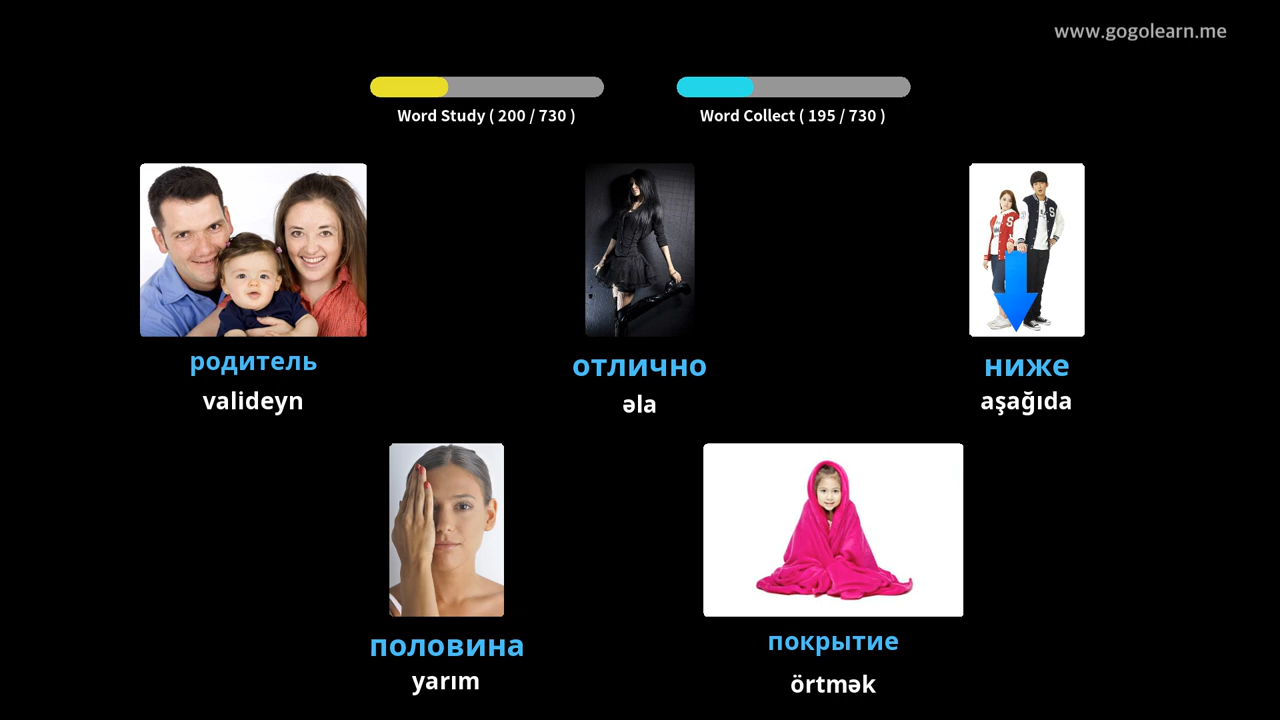 www.gogolearn.me
Word Study ( 200 / 730 )
Word Collect ( 195 / 730 )
родитель
valideyn
отлично
əla
ниже
aşağıda
половина
yarım
покрытие
örtmək